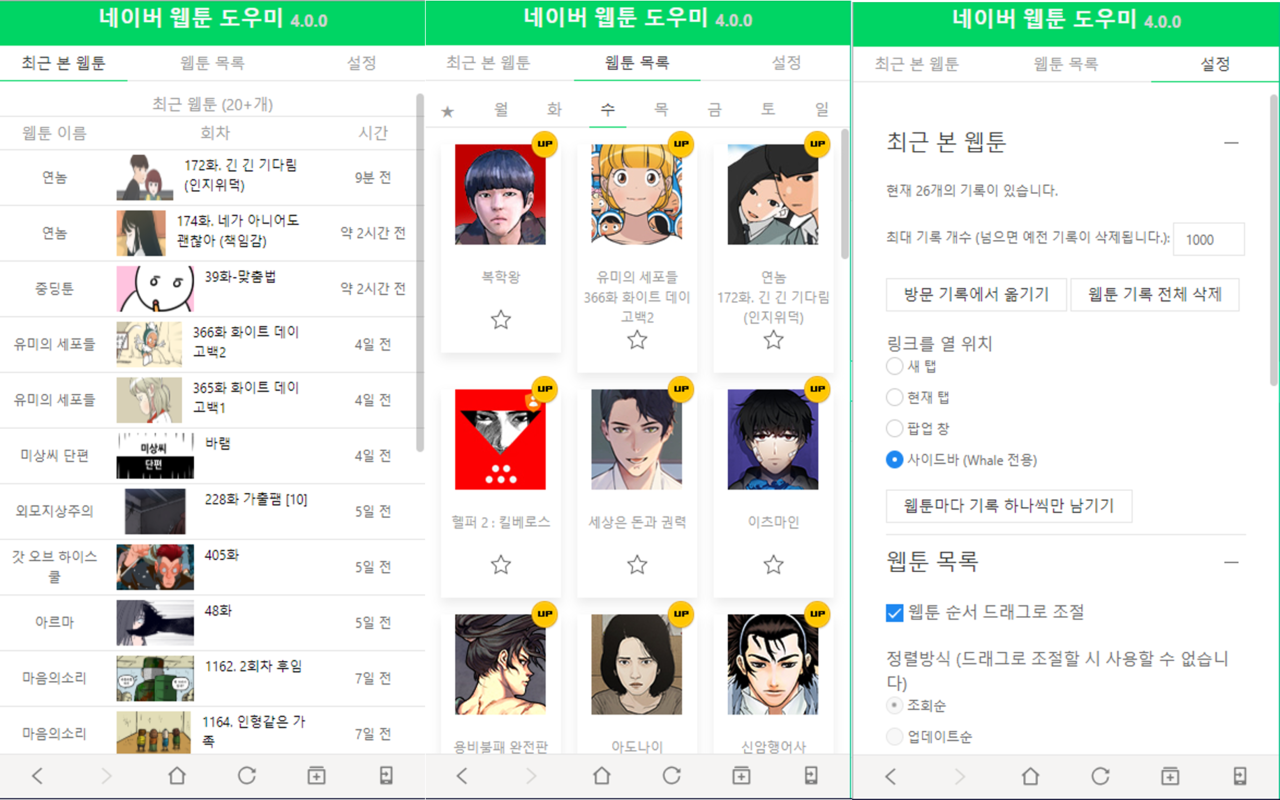 네이버 웹툰 도우미 4.0.0
최근 본 웹툰 웹툰 목록 설정
최근 웹툰 (20+개)
웹툰 이름 회차 시간
연놈 172화. 긴 긴 기다림 (인지위덕) 9분 전
연놈 174화. 네가 아니어도 괜찮아 (책임감) 약 2시간 전
중딩툰 39화-맞춤법 약 2시간 전
유미의 세포들 366화 화이트 데이 고백2 4일 전
유미의 세포들 365화 화이트 데이 고백1 4일 전
미상씨 단편 미상씨 단편 바램 4일 전
외모지상주의 228화 가출팸 [10] 5일 전
갓 오브 하이스쿨 405화 5일 전
아르마 48화 5일 전
마음의소리 1162. 2회차 후임 7일 전
마음의소리 1164. 인형같은 가족 7일 전
네이버 웹툰 도우미 4.0.0
최근 본 웹툰 웹툰 목록 설정
★ 월 화 수 목 금 토 일
UP UP UP
복학왕
유미의 세포들
366화 화이트 데이
고백2
연놈
172화. 긴 긴 기다림
(인지위덕)
UP UP UP
헬퍼 2 : 킬베로스 세상은 돈과 권력 이츠마인
UP UP UP
용비불패 완전판 아도나이 신암행어사
네이버 웹툰 도우미 4.0.0
최근 본 웹툰 웹툰 목록 설정
최근 본 웹툰
현재 26개의 기록이 있습니다.
최대 기록 개수 (넘으면 예전 기록이 삭제됩니다.): 1000
방문 기록에서 옮기기 웹툰 기록 전체 삭제
링크를 열 위치
새 탭
현재 탭
팝업 창
사이드바 (Whale 전용)
웹툰마다 기록 하나씩만 남기기
웹툰 목록
웹툰 순서 드래그로 조절
정렬방식 (드래그로 조절할 시 사용할 수 없습니
다)
조회순
업데이트순